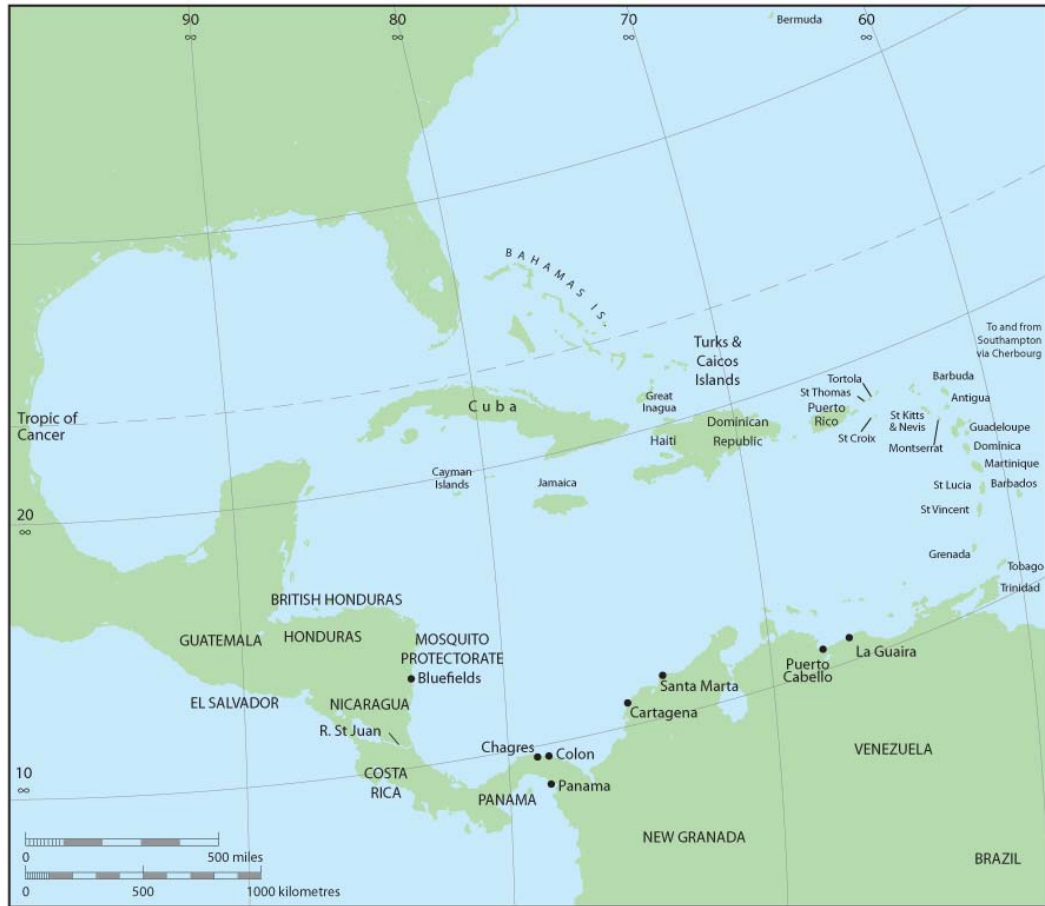 90
∞
80
∞
70
∞
60
∞
Bermuda
BAHAMAS IS.
To and from
Southampton
via Cherbourg
Turks &
Caicos
Islands
Tropic of
Cancer
Cuba
Great
Inagua
Haiti
Dominican
Republic
Tortola
St Thomas
Puerto
Rico
St Croix
Barbuda
Antigua
St Kitts
& Nevis
Montserrat
Guadeloupe
Dominica
Martinique
St Lucia
Barbados
St Vincent
Grenada
Tobago
Trinidad
Cayman
Islands
Jamaica
20
∞
BRITISH HONDURAS
GUATEMALA
HONDURAS
MOSQUITO
PROTECTORATE
Bluefields
EL SALVADOR
NICARAGUA
R. St Juan
COSTA
RICA
Chagres
Colon
PANAMA
Panama
Santa Marta
Cartagena
Puerto
Cabello
La Guaira
VENEZUELA
NEW GRANADA
BRAZIL
10
∞
0
500 miles
0
500
1000 kilometres